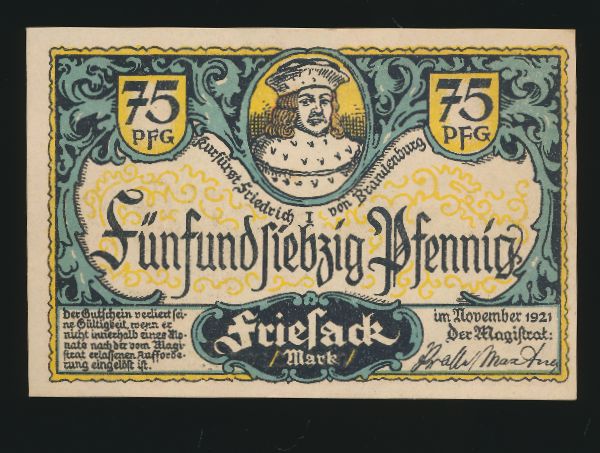 75
PFG
75
PFG
Kurfürst Friedrich I von Brandenburg
Fünfundsiebzig Pfennig
Der Gutschein verliert sei-
ne Gültigkeit, wenn er
nicht innerhalb eines Mo-
nats nach der vom Magi-
strat erlassenen Aufforde-
rung eingelöst ist.
Friesack
/Mark/
im November 1921
Der Magistrat: